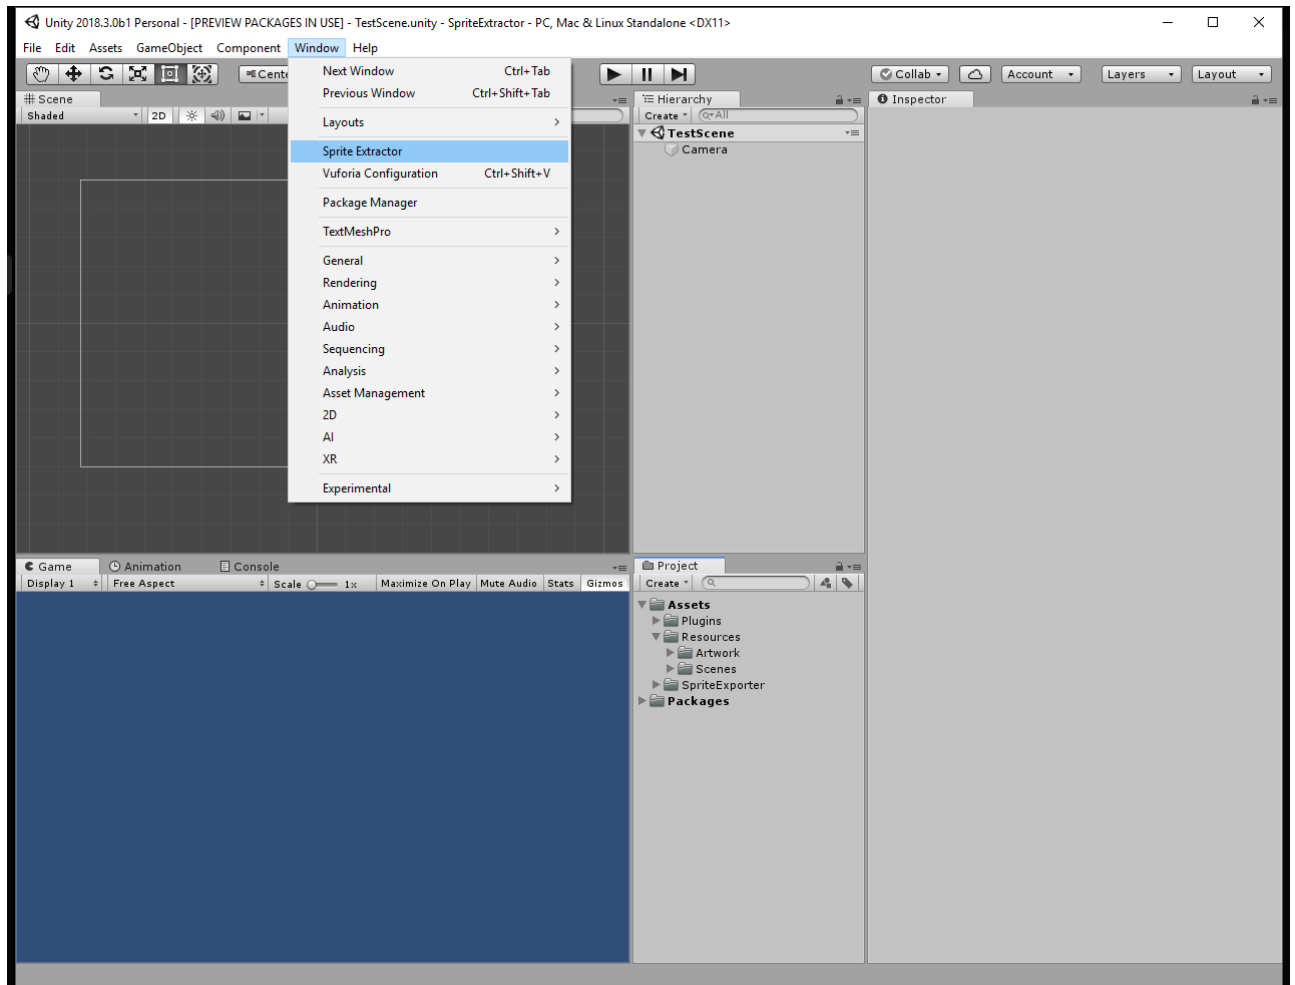 Unity 2018.3.0b1 Personal - [PREVIEW PACKAGES IN USE] - TestScene.unity - SpriteExtractor - PC, Mac & Linux Standalone <DX11>
File Edit Assets GameObject Component Window Help
Cente
Collab Account Layers Layout
Next Window Ctrl+Tab
Previous Window Ctrl+Shift+Tab
Layouts
Sprite Extractor
Vuforia Configuration Ctrl+Shift+V
Package Manager
TextMeshPro
General
Rendering
Animation
Audio
Sequencing
Analysis
Asset Management
2D
AI
XR
Experimental
Scene
Shaded 2D
Hierarchy
Create All
TestScene
Camera
Inspector
Game Animation Console
Display 1 Free Aspect Scale 1x Maximize On Play Mute Audio Stats Gizmos
Project
Create
Assets
Plugins
Resources
Artwork
Scenes
SpriteExporter
Packages